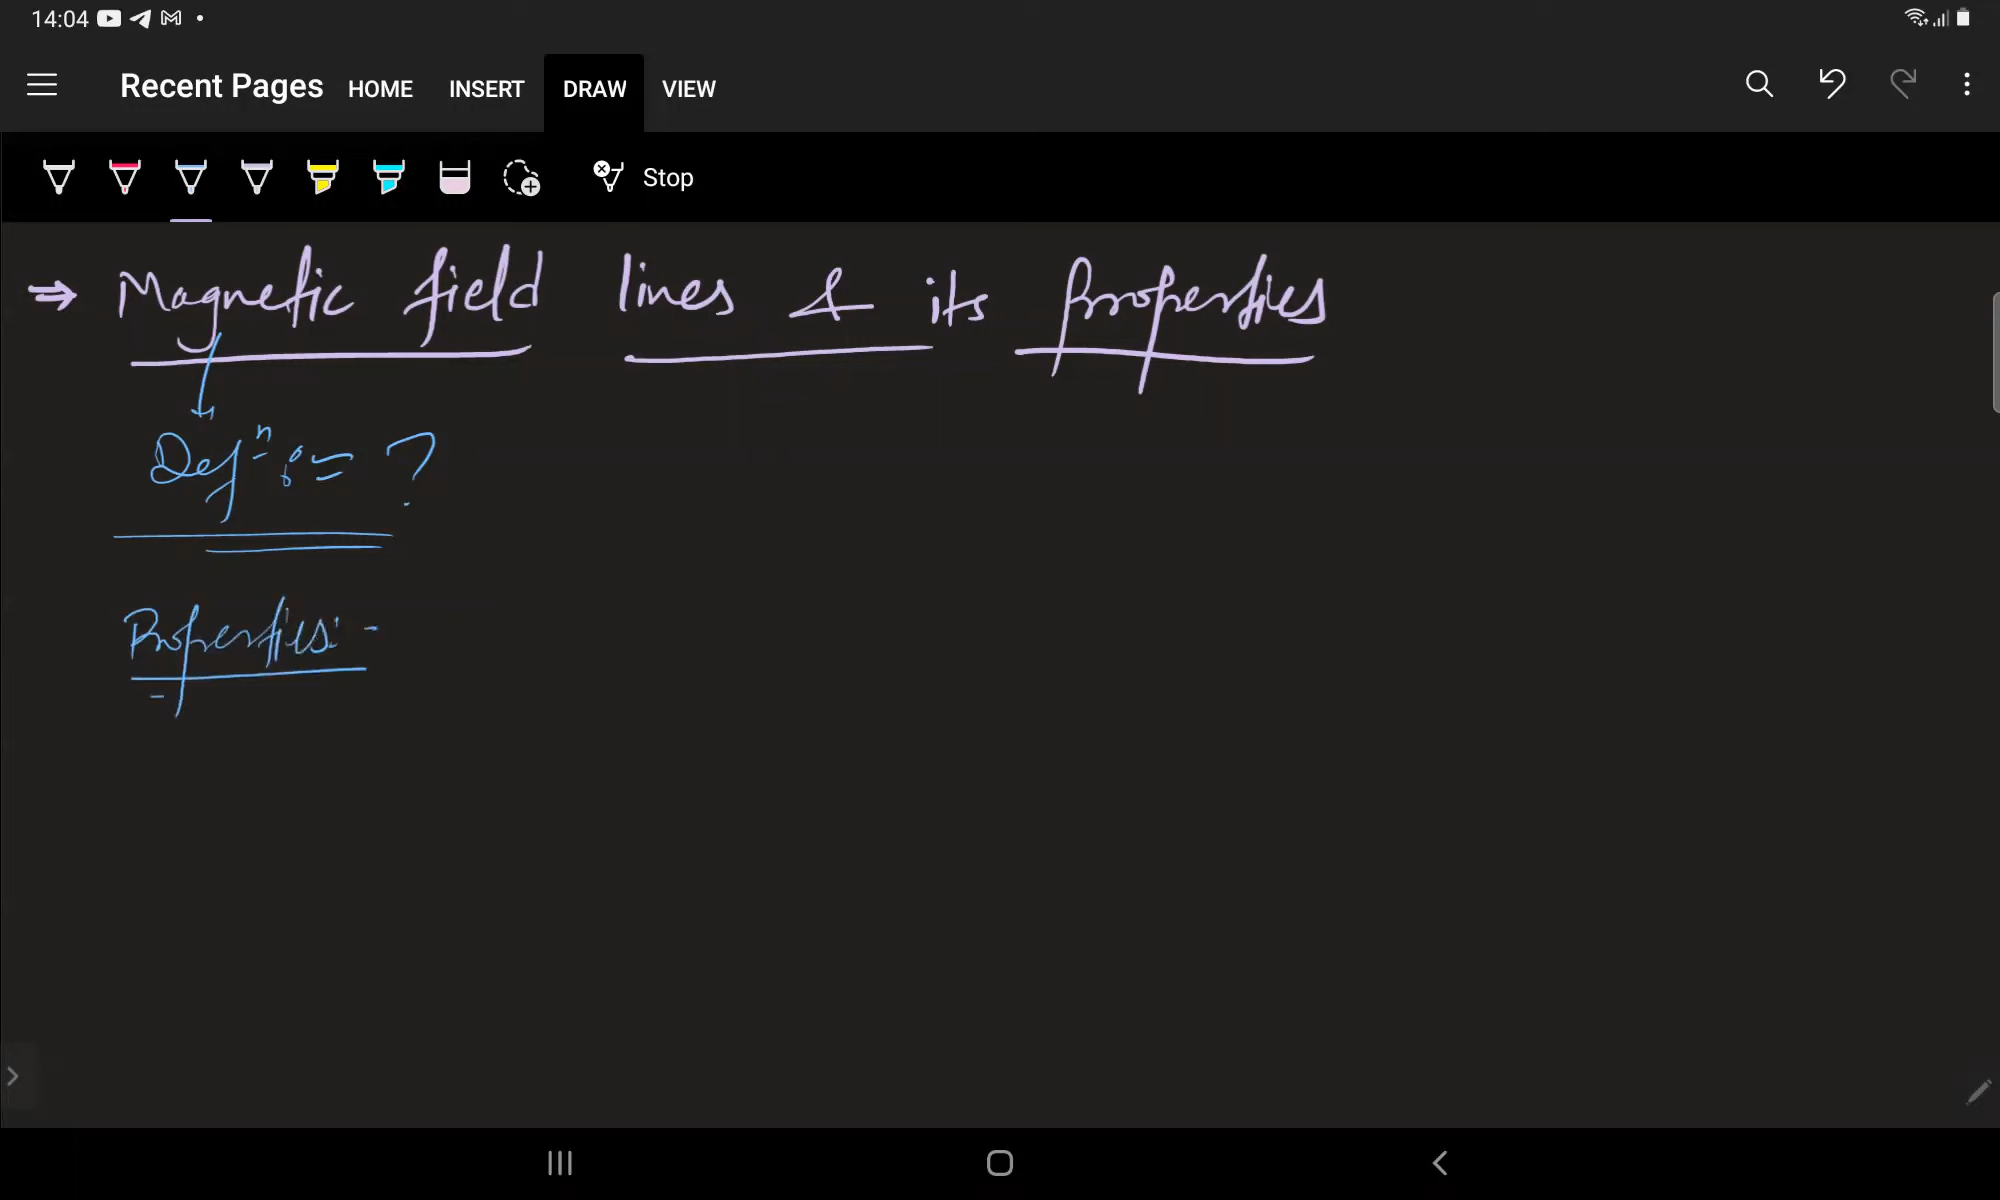 14:04
Recent Pages HOME INSERT DRAW VIEW
Stop
⇒ Magnetic field lines & its properties
Defⁿ := ?
Properties: -